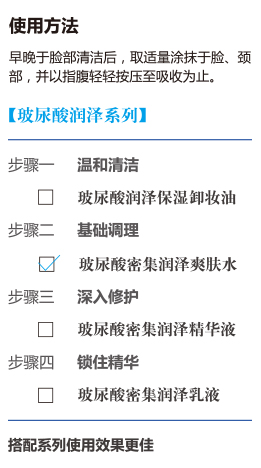 使用方法
早晚于脸部清洁后，取适量涂抹于脸、颈
部，并以指腹轻轻按压至吸收为止。
【玻尿酸润泽系列】
步骤一 温和清洁
玻尿酸润泽保湿卸妆油
步骤二 基础调理
玻尿酸密集润泽爽肤水
步骤三 深入修护
玻尿酸密集润泽精华液
步骤四 锁住精华
玻尿酸密集润泽乳液
搭配系列使用效果更佳